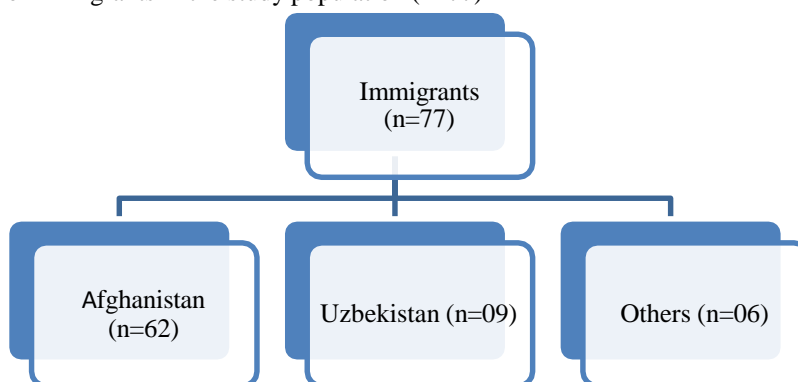 Immigrants
(n=77)
Afghanistan
(n=62)
Uzbekistan (n=09)
Others (n=06)